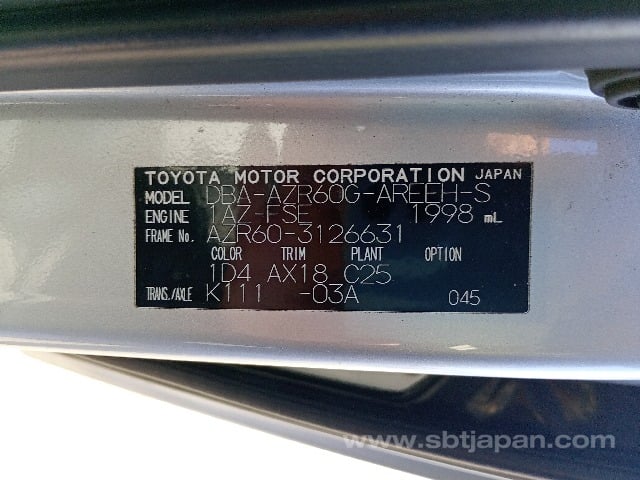 TOYOTA MOTOR CORPORATION JAPAN
MODEL DBA-AZR60G-AREEH-S
ENGINE 1AZ-FSE 1998 mL
FRAME No. AZR60-3126631
COLOR TRIM PLANT OPTION
1D4 AX18 C25
TRANS./AXLE K111 -03A 045
www.sbtjapan.com